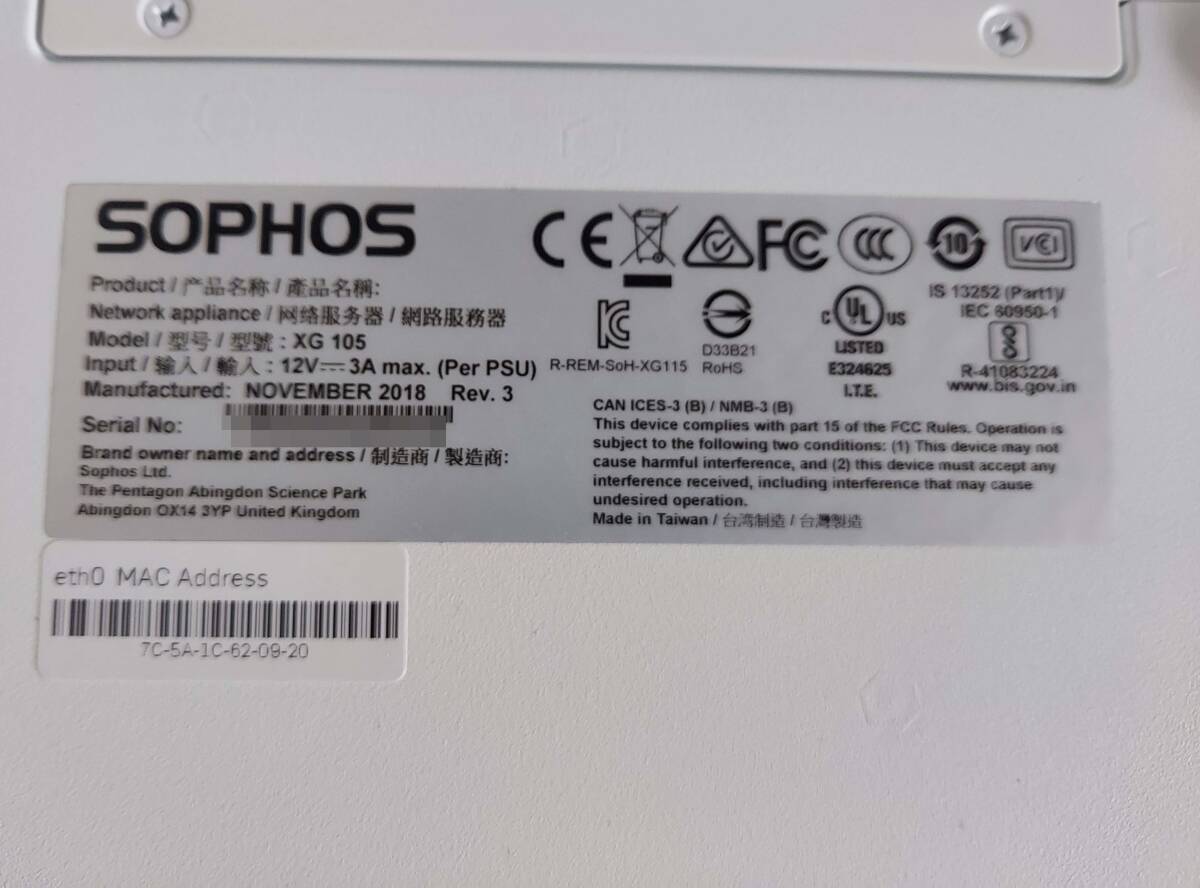 SOPHOS
Product / 产品名称 / 產品名稱:
Network appliance / 网络服务器 / 網路服務器
Model / 型号 / 型號 : XG 105
Input / 输入 / 輸入 : 12V⎓3A max. (Per PSU)
Manufactured: NOVEMBER 2018 Rev. 3
Serial No:
Brand owner name and address / 制造商 / 製造商:
Sophos Ltd.
The Pentagon Abingdon Science Park
Abingdon OX14 3YP United Kingdom
CE FC CCC 10 VCI
IS 13252 (Part1)/
IEC 60950-1
R-41083224
www.bis.gov.in
R-REM-SoH-XG115
D33B21
RoHS
c UL US
LISTED
E324625
I.T.E.
CAN ICES-3 (B) / NMB-3 (B)
This device complies with part 15 of the FCC Rules. Operation is
subject to the following two conditions: (1) This device may not
cause harmful interference, and (2) this device must accept any
interference received, including interference that may cause
undesired operation.
Made in Taiwan / 台湾制造 / 台灣製造
eth0 MAC Address
7C-5A-1C-62-09-20